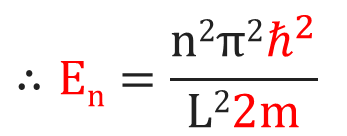 ∴ Eₙ = n²π²ℏ² / L²2m